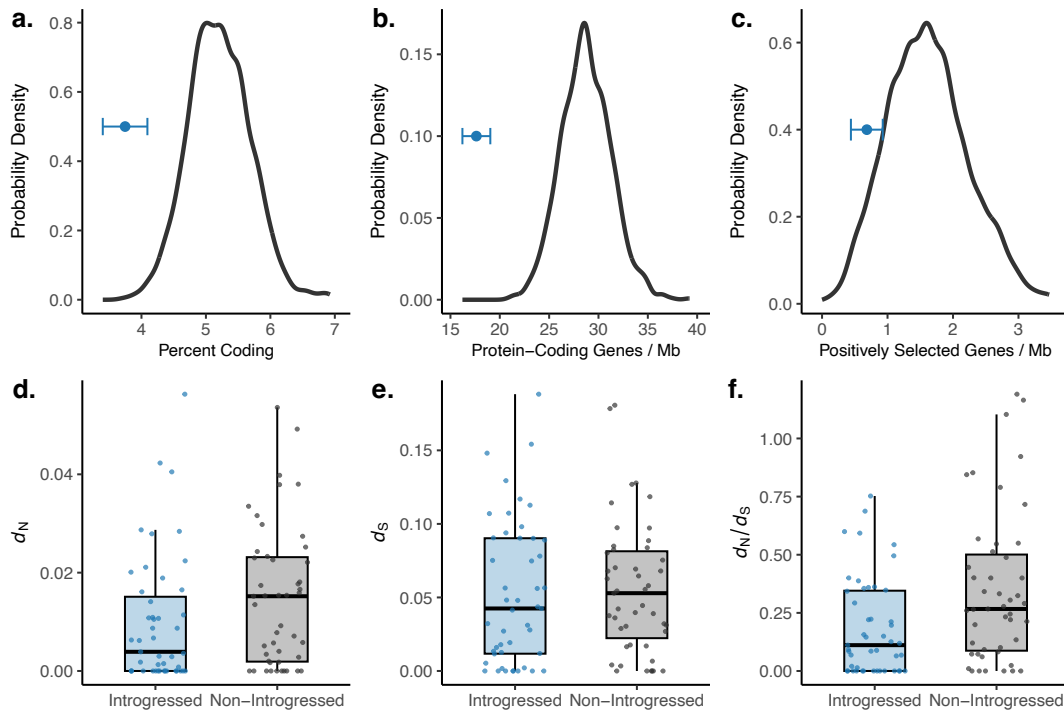 a.
Probability Density
0.8
0.6
0.4
0.2
0.0
4 5 6 7
Percent Coding
b.
Probability Density
0.15
0.10
0.05
0.00
15 20 25 30 35 40
Protein−Coding Genes / Mb
c.
Probability Density
0.6
0.4
0.2
0.0
0 1 2 3
Positively Selected Genes / Mb
d.
dN
0.04
0.02
0.00
Introgressed Non−Introgressed
e.
dS
0.15
0.10
0.05
0.00
Introgressed Non−Introgressed
f.
dN/dS
1.00
0.75
0.50
0.25
0.00
Introgressed Non−Introgressed